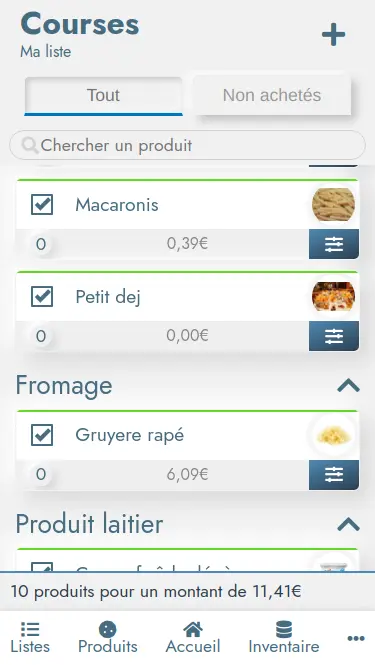 Courses
Ma liste
Tout
Non achetés
Chercher un produit
Macaronis
0
0,39€
Petit dej
0
0,00€
Fromage
Gruyere rapé
0
6,09€
Produit laitier
10 produits pour un montant de 11,41€
Listes
Produits
Accueil
Inventaire